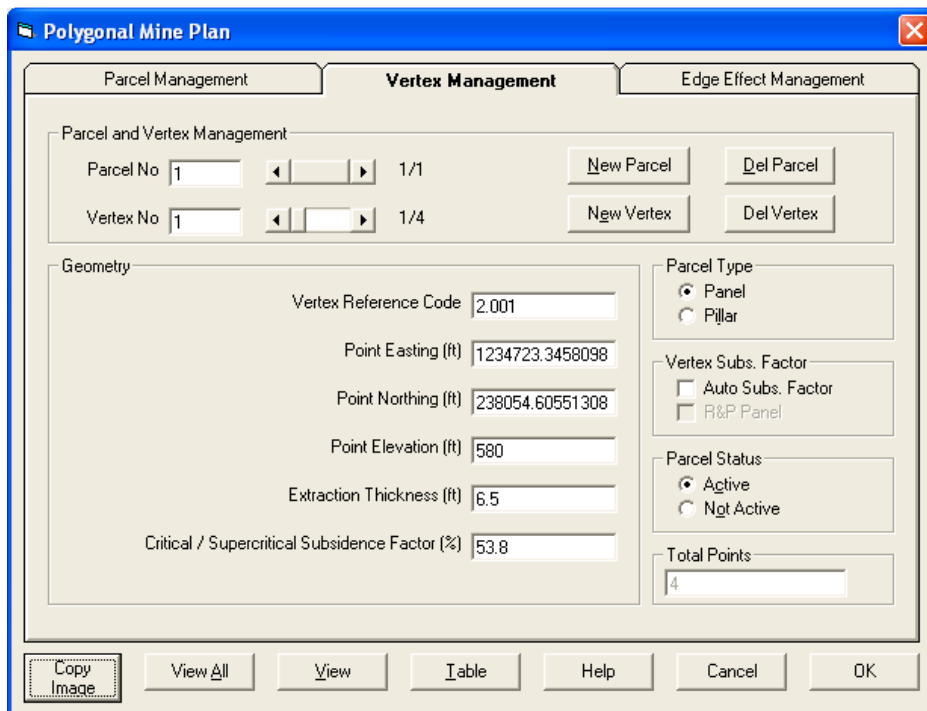 Polygonal Mine Plan
Parcel Management Vertex Management Edge Effect Management
Parcel and Vertex Management
Parcel No 1 1/1 New Parcel Del Parcel
Vertex No 1 1/4 New Vertex Del Vertex
Geometry
Vertex Reference Code 2.001
Point Easting (ft) 1234723.3458098
Point Northing (ft) 238054.60551308
Point Elevation (ft) 580
Extraction Thickness (ft) 6.5
Critical / Supercritical Subsidence Factor (%) 53.8
Parcel Type
Panel
Pillar
Vertex Subs. Factor
Auto Subs. Factor
R&P Panel
Parcel Status
Active
Not Active
Total Points
4
Copy Image View All View Table Help Cancel OK